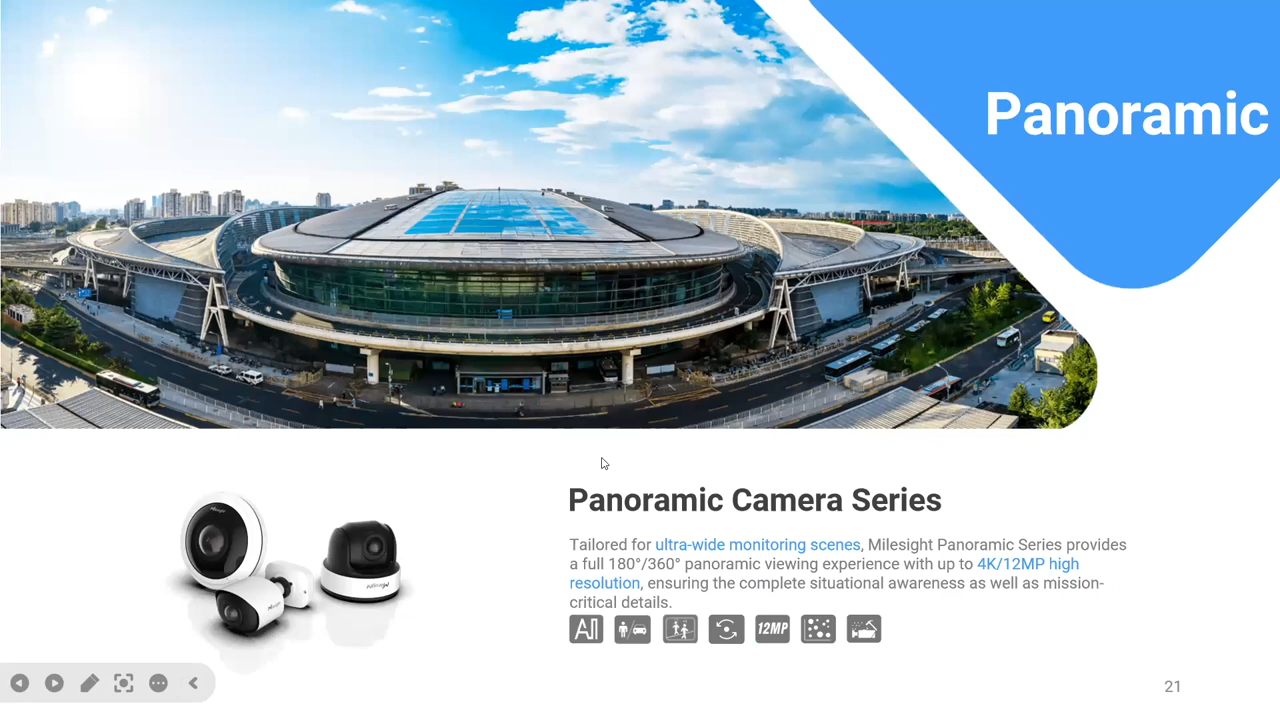 Panoramic
Panoramic Camera Series
Tailored for ultra-wide monitoring scenes, Milesight Panoramic Series provides
a full 180°/360° panoramic viewing experience with up to 4K/12MP high
resolution, ensuring the complete situational awareness as well as mission-
critical details.
AI 12MP
21